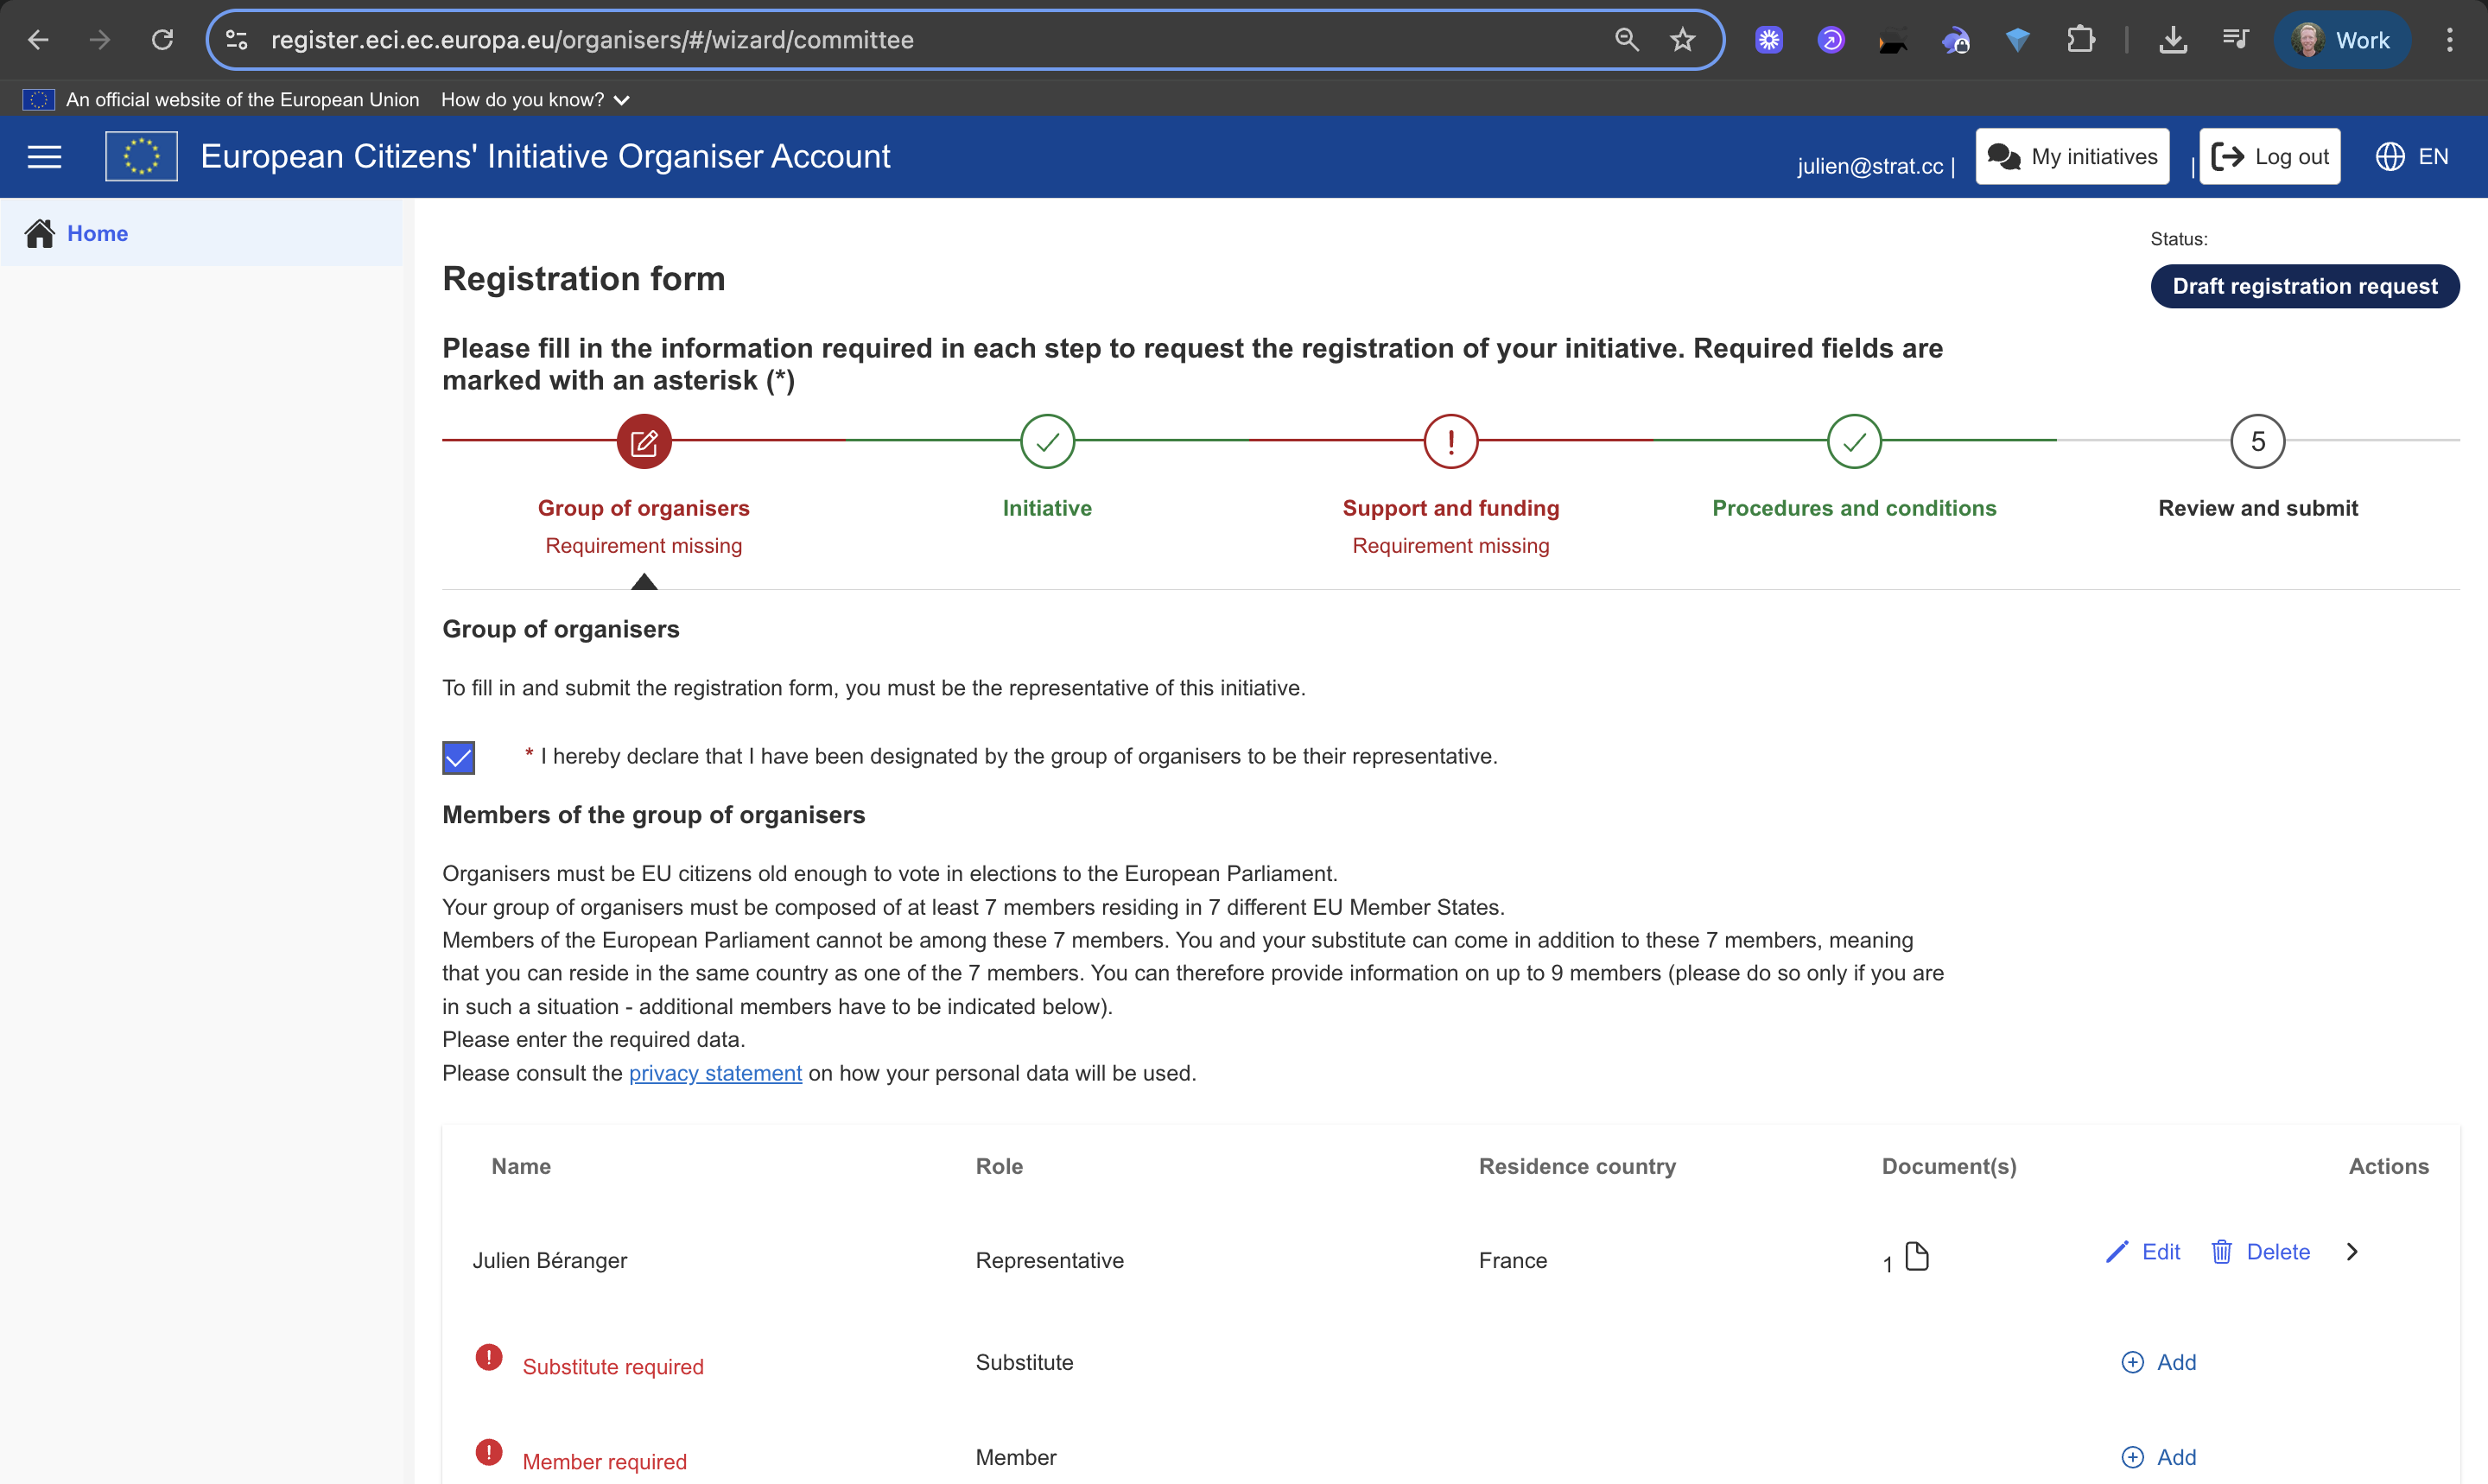 register.eci.ec.europa.eu/organisers/#/wizard/committee
Work
An official website of the European Union How do you know?
European Citizens' Initiative Organiser Account
julien@strat.cc |
My initiatives
|
Log out
EN
Home
Status:
Draft registration request
Registration form
Please fill in the information required in each step to request the registration of your initiative. Required fields are
marked with an asterisk (*)
5
Group of organisers Initiative Support and funding Procedures and conditions Review and submit
Requirement missing Requirement missing
Group of organisers
To fill in and submit the registration form, you must be the representative of this initiative.
* I hereby declare that I have been designated by the group of organisers to be their representative.
Members of the group of organisers
Organisers must be EU citizens old enough to vote in elections to the European Parliament.
Your group of organisers must be composed of at least 7 members residing in 7 different EU Member States.
Members of the European Parliament cannot be among these 7 members. You and your substitute can come in addition to these 7 members, meaning
that you can reside in the same country as one of the 7 members. You can therefore provide information on up to 9 members (please do so only if you are
in such a situation - additional members have to be indicated below).
Please enter the required data.
Please consult the privacy statement on how your personal data will be used.
Name Role Residence country Document(s) Actions
Julien Béranger Representative France 1 Edit Delete
Substitute required Substitute Add
Member required Member Add